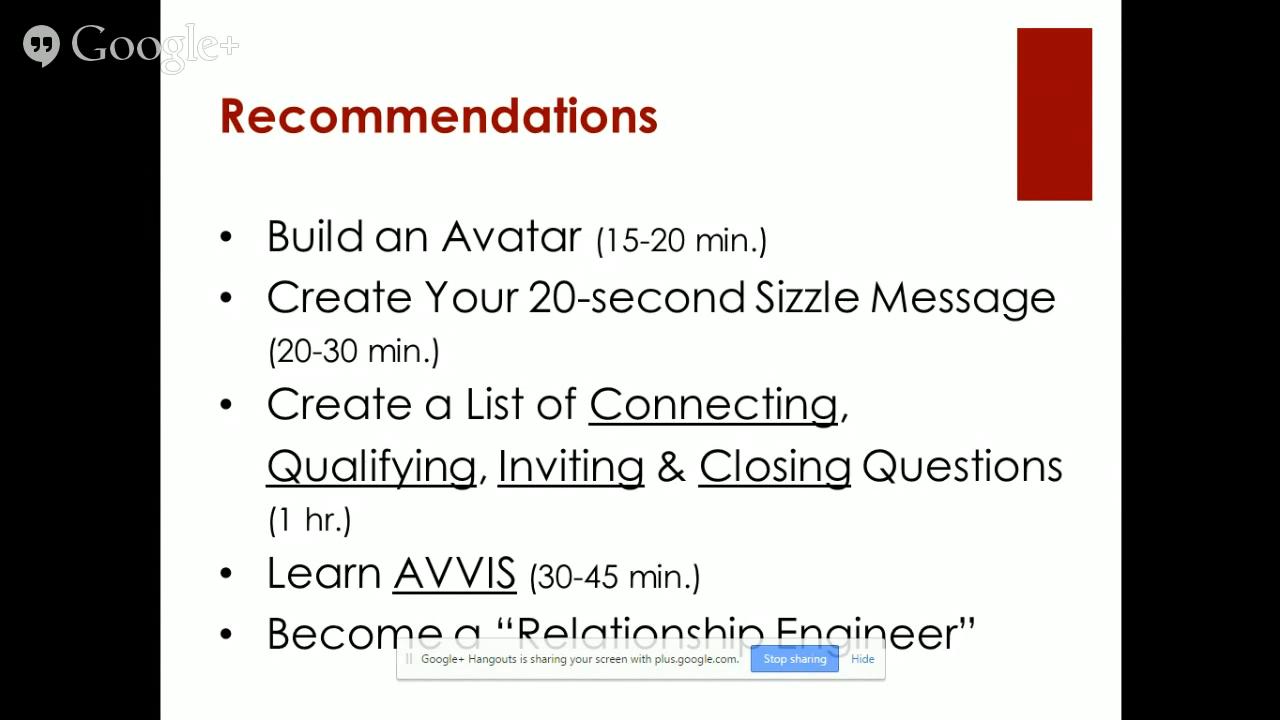 Google+
Recommendations
• Build an Avatar (15-20 min.)
• Create Your 20-second Sizzle Message
(20-30 min.)
• Create a List of Connecting,
Qualifying, Inviting & Closing Questions
(1 hr.)
• Learn AVVIS (30-45 min.)
• Become a “Relationship Engineer”
Google+ Hangouts is sharing your screen with plus.google.com. Stop sharing Hide